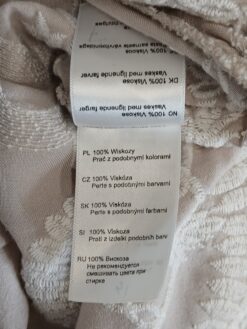 PL 100% Wiskozy
Prać z podobnymi kolorami
CZ 100% Viskóza
Perte s podobnými barvami
SK 100% Viskóza
Perte s podobnými farbami
SI 100% Viskoza
Prati z izdelki podobnih barv
RU 100% Вискоза
Не рекомендуется
смешивать цвета при
стирке
NO 100% Viskose
Vaskes med lignende farger
DK 100% Viskose
Vaskes med lignende farver